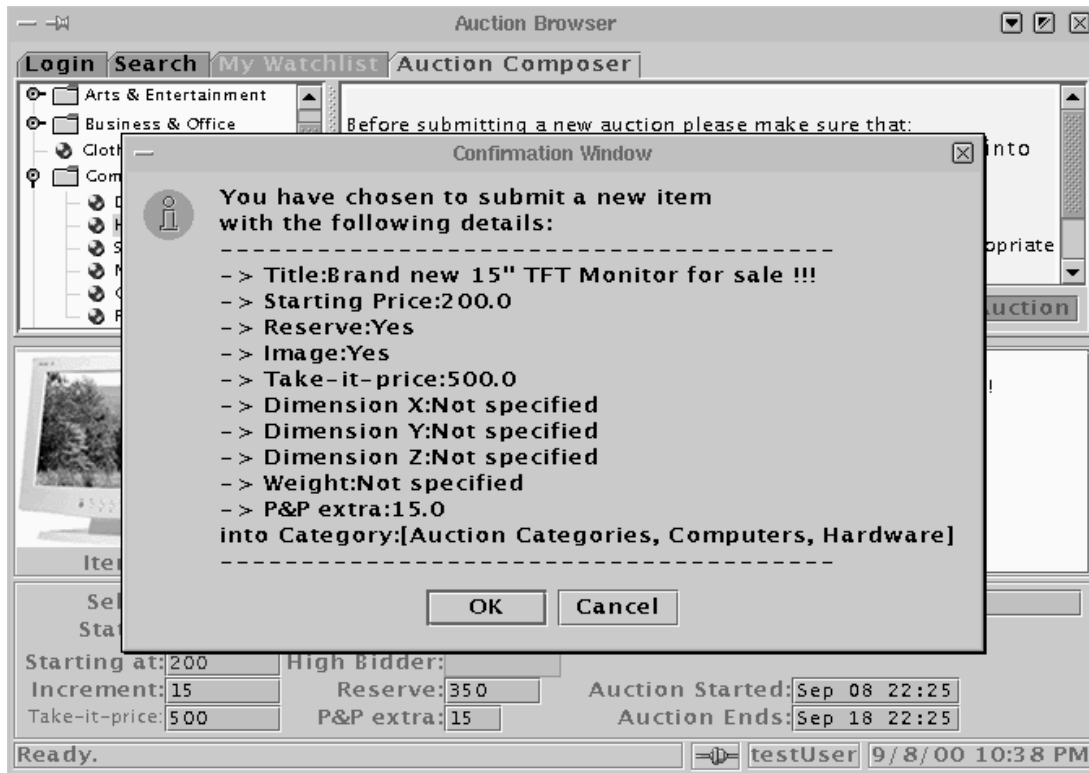 Auction Browser
Login Search My Watchlist Auction Composer
Arts & Entertainment
Business & Office
Before submitting a new auction please make sure that:
into
opriate
uction
Confirmation Window
You have chosen to submit a new item
with the following details:
--------------------------------------
-> Title:Brand new 15" TFT Monitor for sale !!!
-> Starting Price:200.0
-> Reserve:Yes
-> Image:Yes
-> Take-it-price:500.0
-> Dimension X:Not specified
-> Dimension Y:Not specified
-> Dimension Z:Not specified
-> Weight:Not specified
-> P&P extra:15.0
into Category:[Auction Categories, Computers, Hardware]
--------------------------------------
OK Cancel
Starting at: 200 High Bidder:
Increment: 15 Reserve: 350 Auction Started: Sep 08 22:25
Take-it-price: 500 P&P extra: 15 Auction Ends: Sep 18 22:25
Ready. testUser 9/8/00 10:38 PM